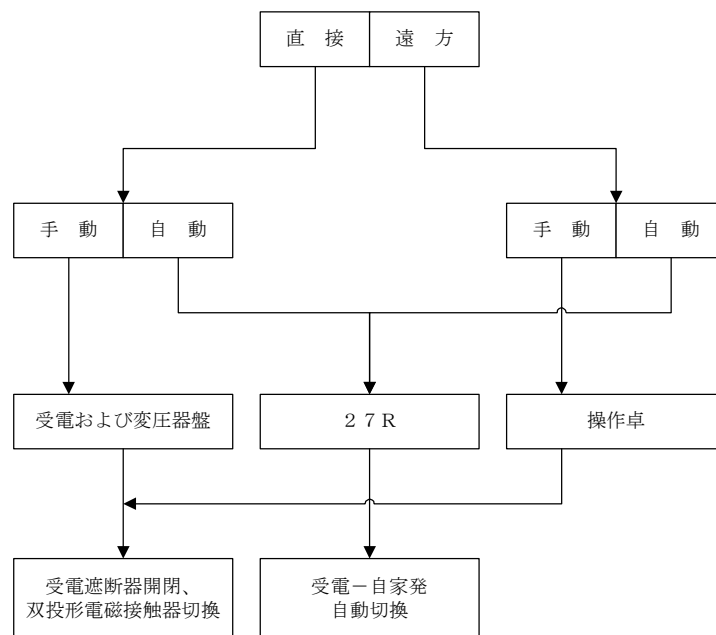 直 接 遠 方
手 動 自 動 手 動 自 動
受電および変圧器盤 27R 操作卓
受電遮断器開閉、
双投形電磁接触器切換
受電－自家発
自動切換